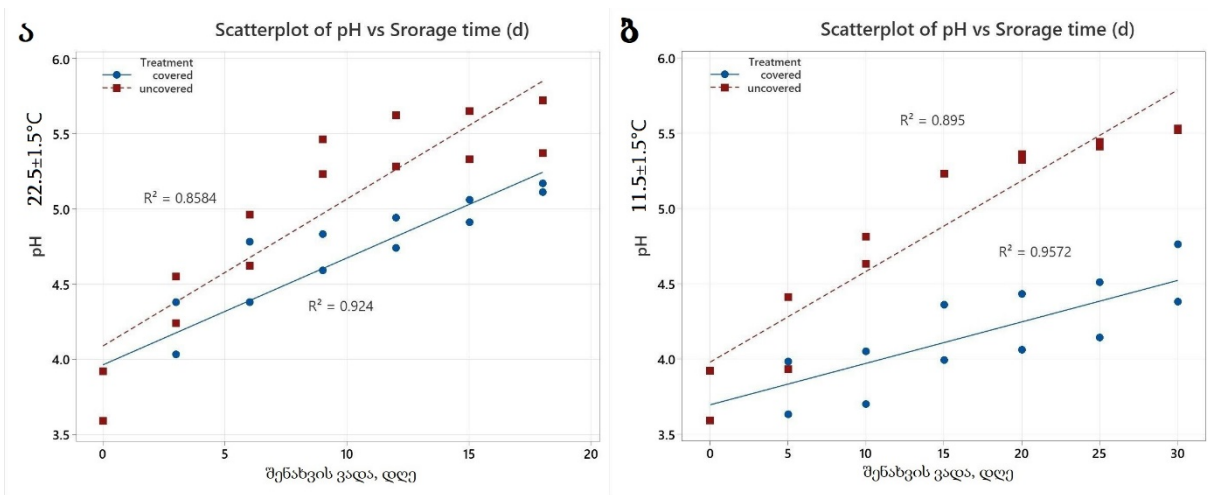 ა
Scatterplot of pH vs Srorage time (d)
6.0
5.5
5.0
4.5
4.0
3.5
Treatment
covered
uncovered
R² = 0.8584
R² = 0.924
22.5±1.5°C
pH
0 5 10 15 20
შენახვის ვადა, დღე
ბ
Scatterplot of pH vs Srorage time (d)
6.0
5.5
5.0
4.5
4.0
3.5
Treatment
covered
uncovered
R² = 0.895
R² = 0.9572
11.5±1.5°C
pH
0 5 10 15 20 25 30
შენახვის ვადა, დღე